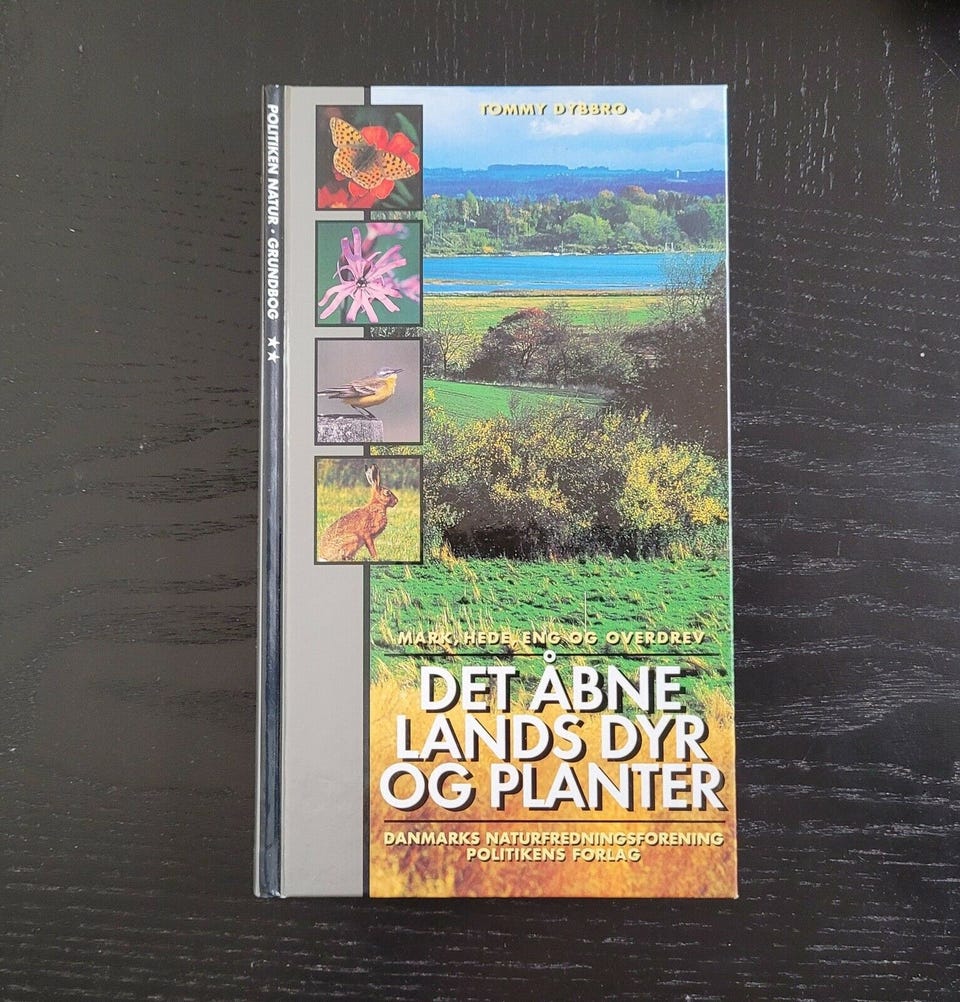 POLITIKEN NATUR · GRUNDBOG ★★
TOMMY DYBBRO
MARK, HEDE, ENG OG OVERDREV
DET ÅBNE
LANDS DYR
OG PLANTER
DANMARKS NATURFREDNINGSFORENING
POLITIKENS FORLAG